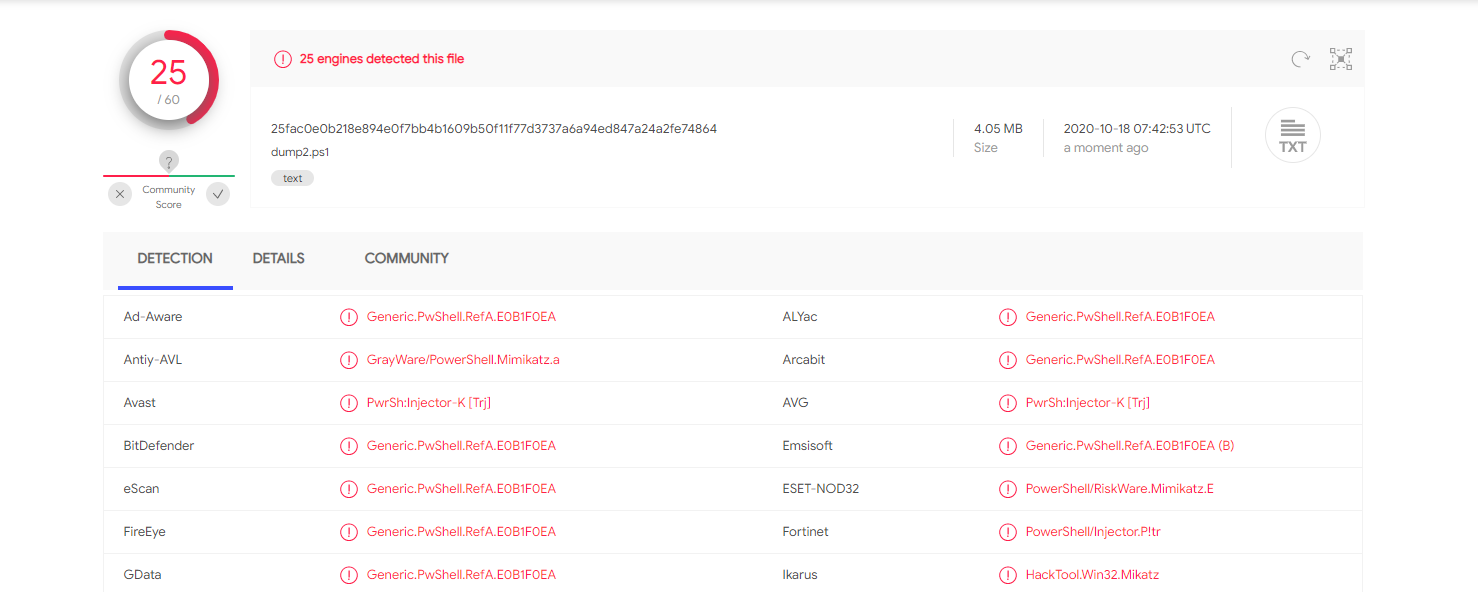 25
/ 60
?
Community
Score
25 engines detected this file
25fac0e0b218e894e0f7bb4b1609b50f11f77d3737a6a94ed847a24a2fe74864
dump2.ps1
text
4.05 MB
Size
2020-10-18 07:42:53 UTC
a moment ago
TXT
DETECTION DETAILS COMMUNITY
Ad-Aware Generic.PwShell.RefA.E0B1F0EA ALYac Generic.PwShell.RefA.E0B1F0EA
Antiy-AVL GrayWare/PowerShell.Mimikatz.a Arcabit Generic.PwShell.RefA.E0B1F0EA
Avast PwrSh:Injector-K [Trj] AVG PwrSh:Injector-K [Trj]
BitDefender Generic.PwShell.RefA.E0B1F0EA Emsisoft Generic.PwShell.RefA.E0B1F0EA (B)
eScan Generic.PwShell.RefA.E0B1F0EA ESET-NOD32 PowerShell/RiskWare.Mimikatz.E
FireEye Generic.PwShell.RefA.E0B1F0EA Fortinet PowerShell/Injector.P!tr
GData Generic.PwShell.RefA.E0B1F0EA Ikarus HackTool.Win32.Mikatz